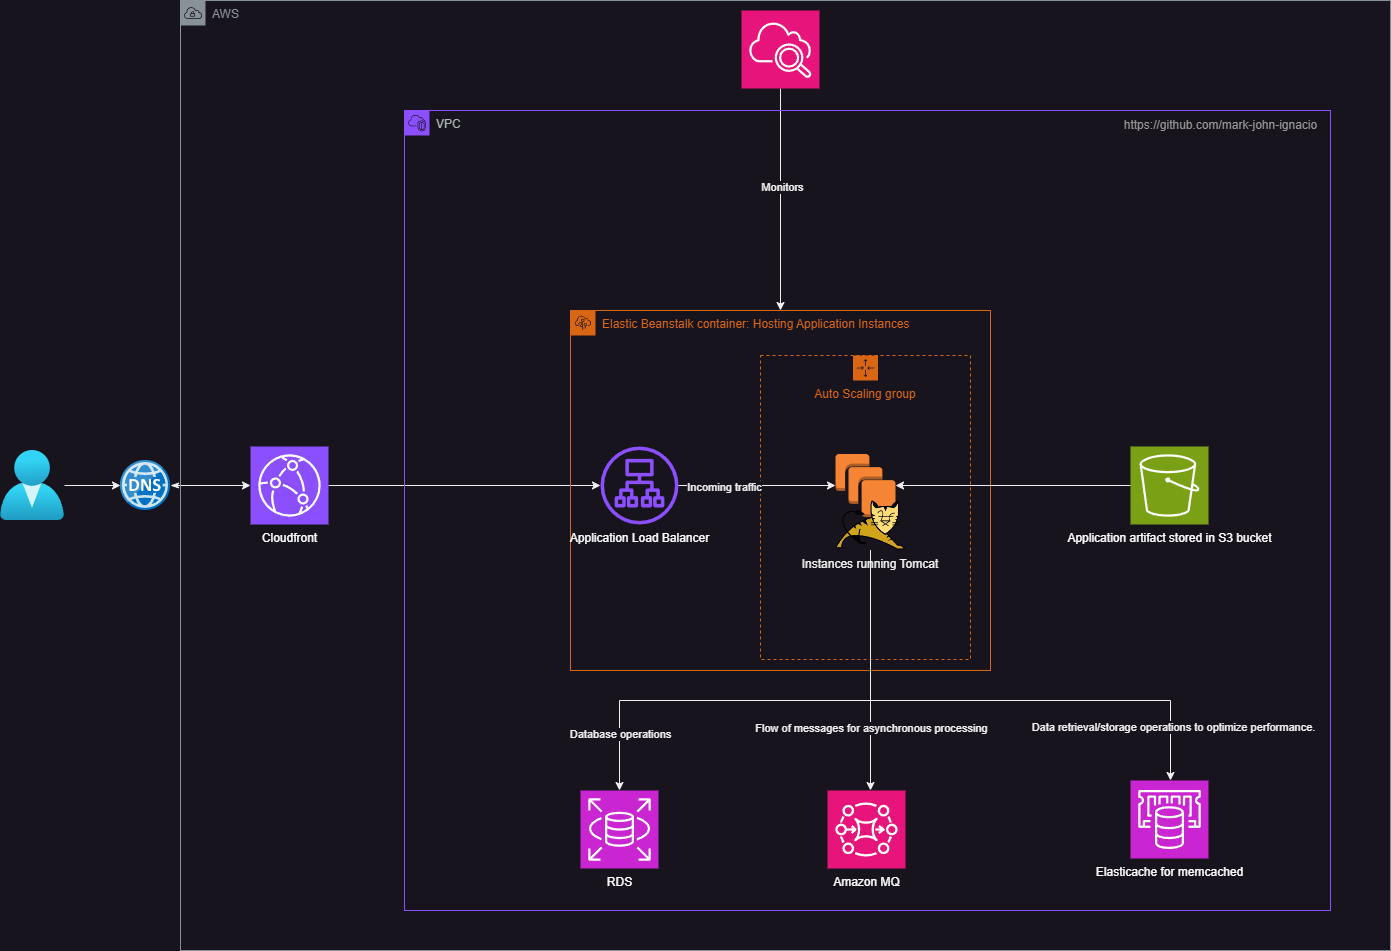 AWS
VPC
https://github.com/mark-john-ignacio
Monitors
Elastic Beanstalk container: Hosting Application Instances
Auto Scaling group
DNS
Incoming traffic
Cloudfront
Application Load Balancer
Application artifact stored in S3 bucket
Instances running Tomcat
Database operations
Flow of messages for asynchronous processing
Data retrieval/storage operations to optimize performance.
RDS
Amazon MQ
Elasticache for memcached